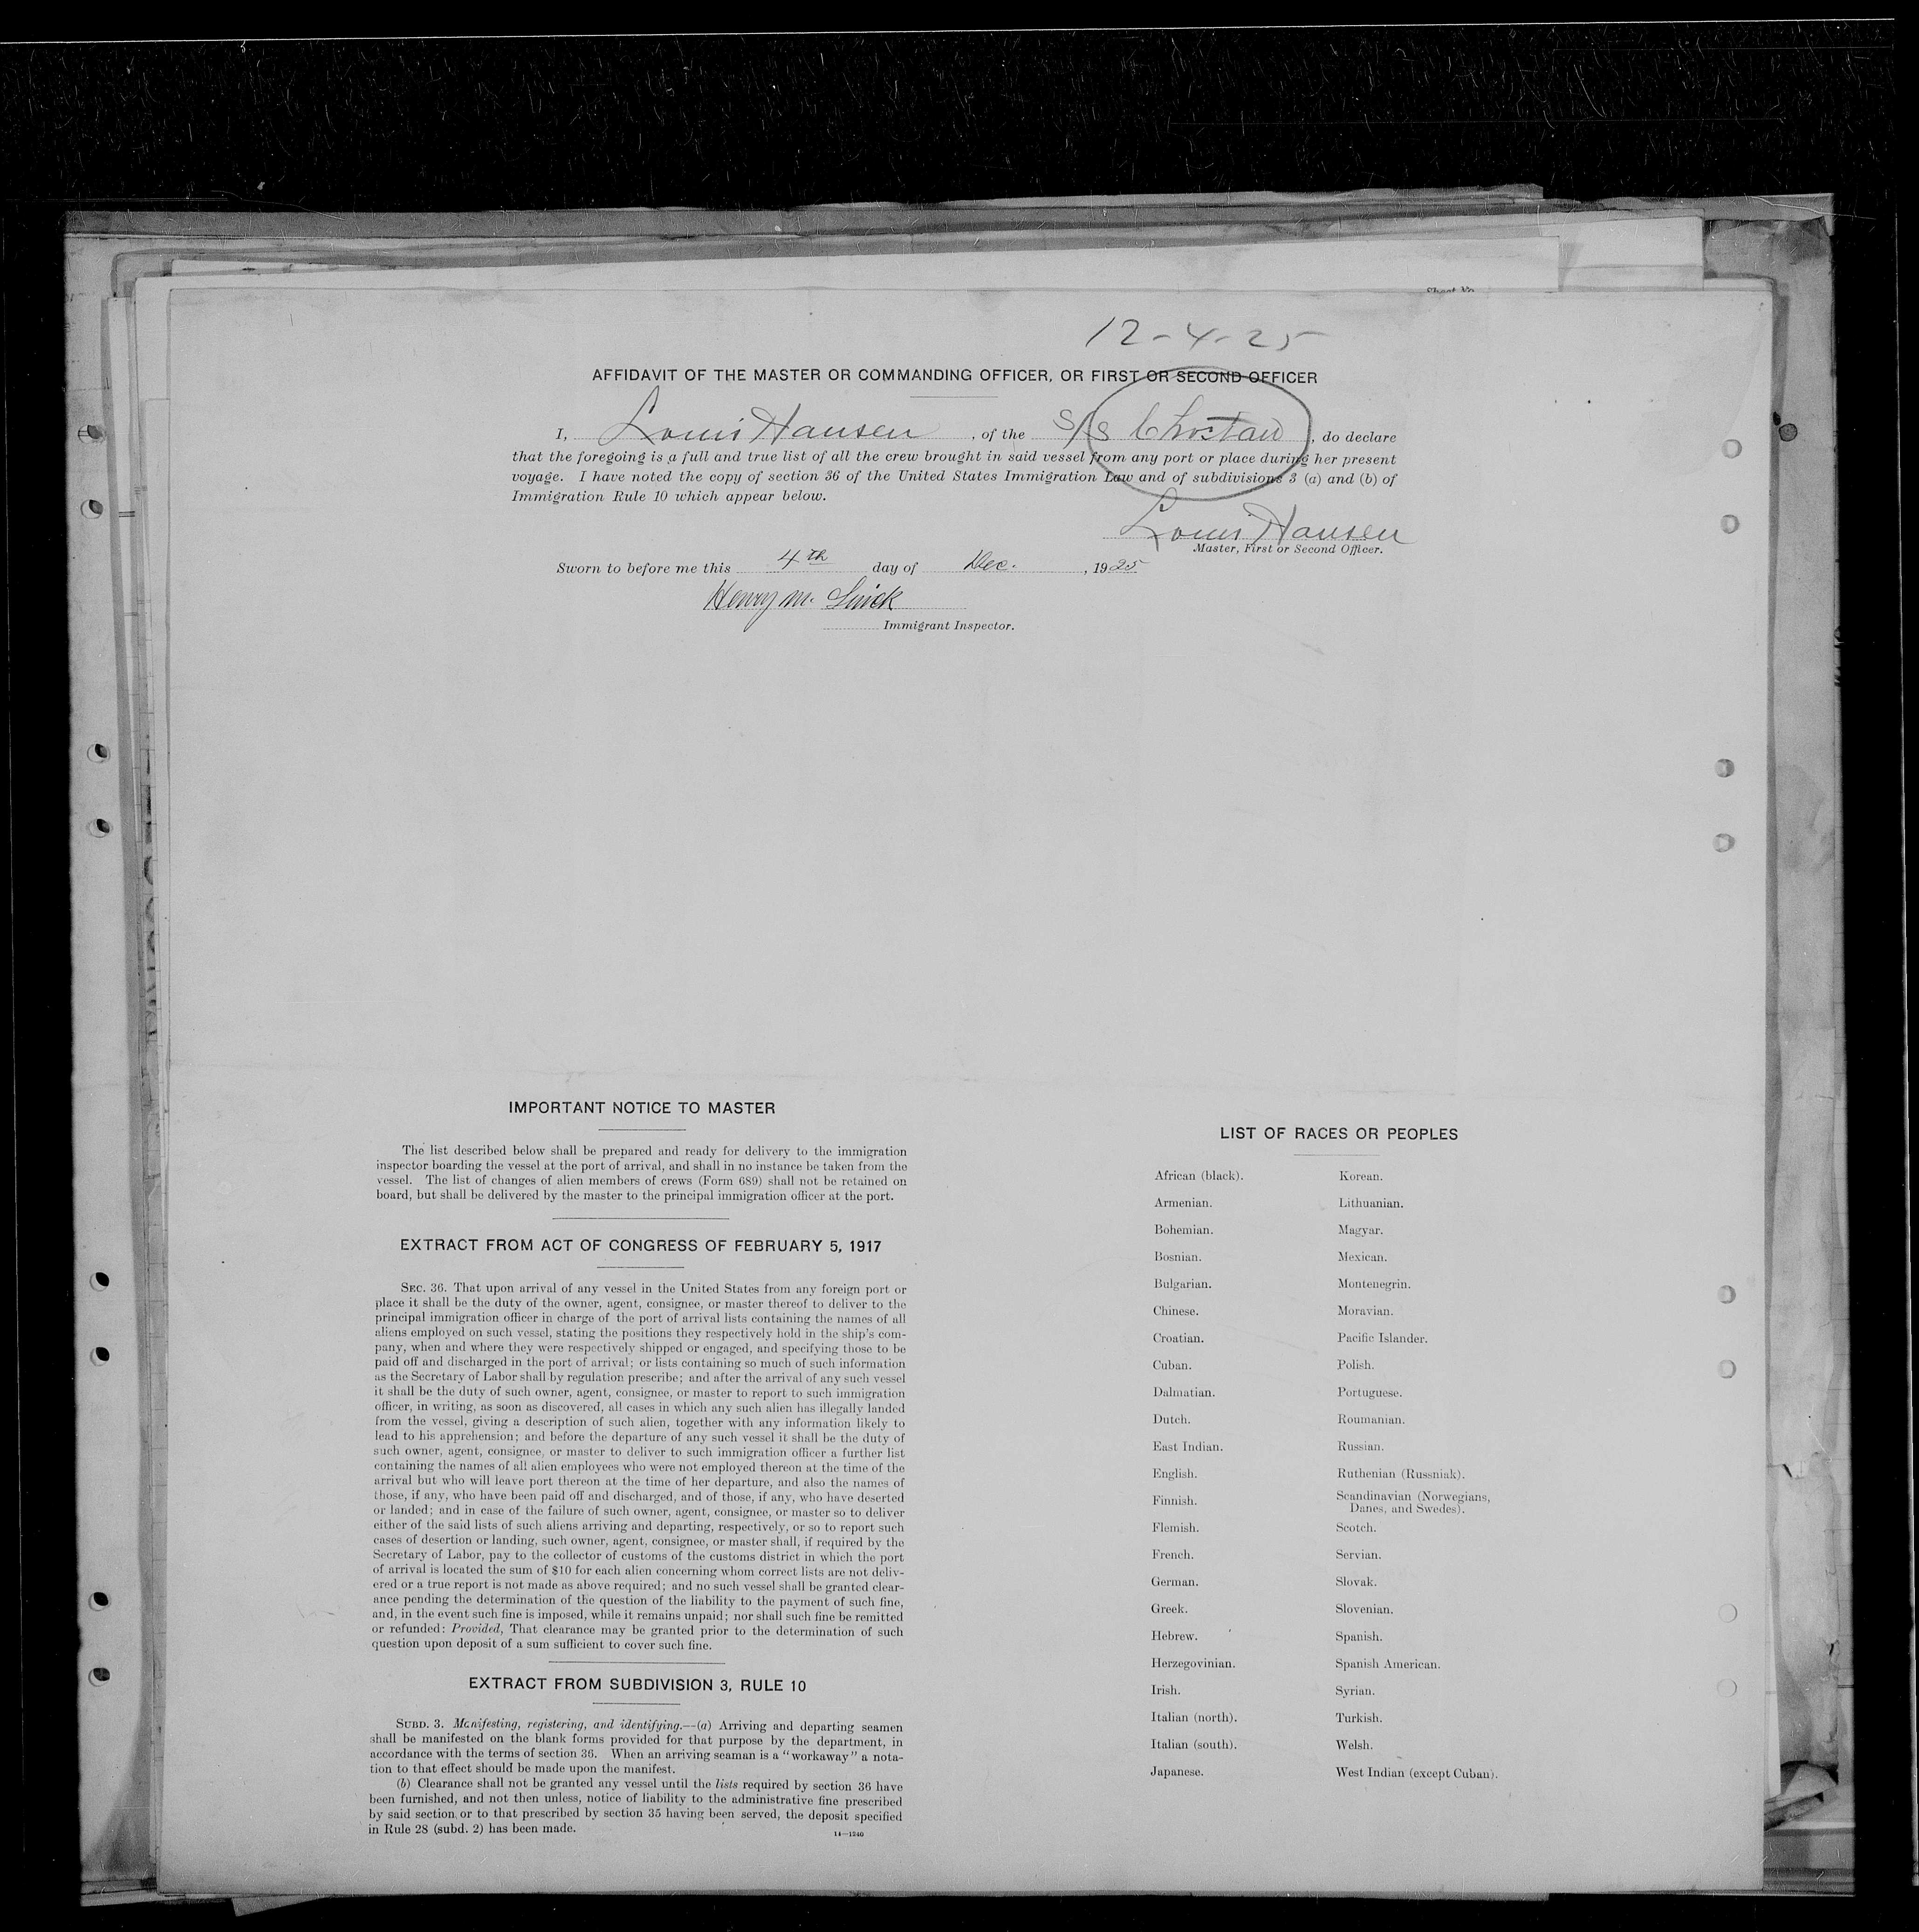 12-4-25
AFFIDAVIT OF THE MASTER OR COMMANDING OFFICER, OR FIRST OR SECOND OFFICER
I, Louis Hansen, of the S/S Choctaw, do declare
that the foregoing is a full and true list of all the crew brought in said vessel from any port or place during her present
voyage. I have noted the copy of section 36 of the United States Immigration Law and of subdivisions 3 (a) and (b) of
Immigration Rule 10 which appear below.
Louis Hansen
Master, First or Second Officer.
Sworn to before me this 4th day of Dec., 1925
Henry M.
Immigrant Inspector.
IMPORTANT NOTICE TO MASTER
The list described below shall be prepared and ready for delivery to the immigration
inspector boarding the vessel at the port of arrival, and shall in no instance be taken from the
vessel. The list of changes of alien members of crews (Form 689) shall not be retained on
board, but shall be delivered by the master to the principal immigration officer at the port.
EXTRACT FROM ACT OF CONGRESS OF FEBRUARY 5, 1917
SEC. 36. That upon arrival of any vessel in the United States from any foreign port or
place it shall be the duty of the owner, agent, consignee, or master thereof to deliver to the
principal immigration officer in charge of the port of arrival lists containing the names of all
aliens employed on such vessel, stating the positions they respectively hold in the ship's com-
pany, when and where they were respectively shipped or engaged, and specifying those to be
paid off and discharged in the port of arrival; or lists containing so much of such information
as the Secretary of Labor shall by regulation prescribe; and after the arrival of any such vessel
it shall be the duty of such owner, agent, consignee, or master to report to such immigration
officer, in writing, as soon as discovered, all cases in which any such alien has illegally landed
from the vessel, giving a description of such alien, together with any information likely to
lead to his apprehension; and before the departure of any such vessel it shall be the duty of
such owner, agent, consignee, or master to deliver to such immigration officer a further list
containing the names of all alien employees who were not employed thereon at the time of the
arrival but who will leave port thereon at the time of her departure, and also the names of
those, if any, who have been paid off and discharged, and of those, if any, who have deserted
or landed; and in case of the failure of such owner, agent, consignee, or master so to deliver
either of the said lists of such aliens arriving and departing, respectively, or so to report such
cases of desertion or landing, such owner, agent, consignee, or master shall, if required by the
Secretary of Labor, pay to the collector of customs of the customs district in which the port
of arrival is located the sum of $10 for each alien concerning whom correct lists are not deliv-
ered or a true report is not made as above required; and no such vessel shall be granted clear-
ance pending the determination of the question of the liability to the payment of such fine,
and, in the event such fine is imposed, while it remains unpaid; nor shall such fine be remitted
or refunded: Provided, That clearance may be granted prior to the determination of such
question upon deposit of a sum sufficient to cover such fine.
EXTRACT FROM SUBDIVISION 3, RULE 10
SUBD. 3. Manifesting, registering, and identifying.—(a) Arriving and departing seamen
shall be manifested on the blank forms provided for that purpose by the department, in
accordance with the terms of section 36. When an arriving seaman is a "workaway" a nota-
tion to that effect should be made upon the manifest.
(b) Clearance shall not be granted any vessel until the lists required by section 36 have
been furnished, and not then unless, notice of liability to the administrative fine prescribed
by said section, or to that prescribed by section 35 having been served, the deposit specified
in Rule 28 (subd. 2) has been made.
14—1240
LIST OF RACES OR PEOPLES
African (black).
Armenian.
Bohemian.
Bosnian.
Bulgarian.
Chinese.
Croatian.
Cuban.
Dalmatian.
Dutch.
East Indian.
English.
Finnish.
Flemish.
French.
German.
Greek.
Hebrew.
Herzegovinian.
Irish.
Italian (north).
Italian (south).
Japanese.
Korean.
Lithuanian.
Magyar.
Mexican.
Montenegrin.
Moravian.
Pacific Islander.
Polish.
Portuguese.
Roumanian.
Russian.
Ruthenian (Russniak).
Scandinavian (Norwegians,
Danes, and Swedes).
Scotch.
Servian.
Slovak.
Slovenian.
Spanish.
Spanish American.
Syrian.
Turkish.
Welsh.
West Indian (except Cuban).